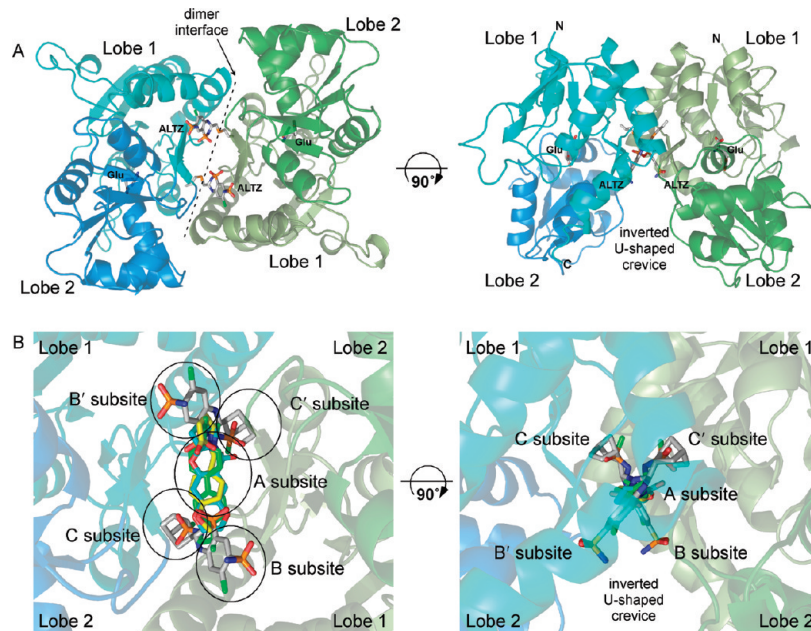 A
Lobe 1
dimer
interface
Lobe 2
ALTZ
Glu
Glu
ALTZ
Lobe 2
Lobe 1
90°
Lobe 1
N
N
Lobe 1
Glu
Glu
ALTZ
ALTZ
inverted
U-shaped
crevice
C
Lobe 2
Lobe 2
B
Lobe 1
Lobe 2
B′ subsite
C′ subsite
A subsite
C subsite
B subsite
Lobe 2
Lobe 1
90°
Lobe 1
Lobe 1
C subsite
C′ subsite
A subsite
B′ subsite
B subsite
inverted
U-shaped
crevice
Lobe 2
Lobe 2